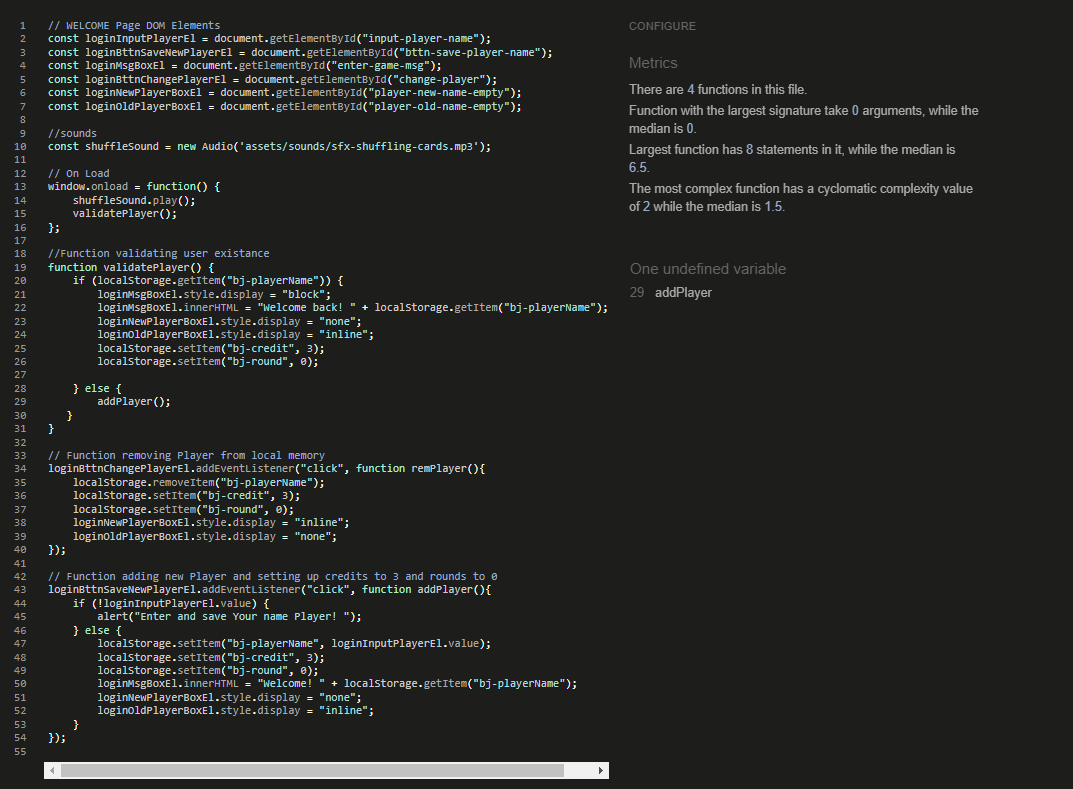 1 // WELCOME Page DOM Elements
2 const loginInputPlayerEl = document.getElementById("input-player-name");
3 const loginBttnSaveNewPlayerEl = document.getElementById("bttn-save-player-name");
4 const loginMsgBoxEl = document.getElementById("enter-game-msg");
5 const loginBttnChangePlayerEl = document.getElementById("change-player");
6 const loginNewPlayerBoxEl = document.getElementById("player-new-name-empty");
7 const loginOldPlayerBoxEl = document.getElementById("player-old-name-empty");
8
9 //sounds
10 const shuffleSound = new Audio('assets/sounds/sfx-shuffling-cards.mp3');
11
12 // On Load
13 window.onload = function() {
14     shuffleSound.play();
15     validatePlayer();
16 };
17
18 //Function validating user existance
19 function validatePlayer() {
20     if (localStorage.getItem("bj-playerName")) {
21         loginMsgBoxEl.style.display = "block";
22         loginMsgBoxEl.innerHTML = "Welcome back! " + localStorage.getItem("bj-playerName");
23         loginNewPlayerBoxEl.style.display = "none";
24         loginOldPlayerBoxEl.style.display = "inline";
25         localStorage.setItem("bj-credit", 3);
26         localStorage.setItem("bj-round", 0);
27
28     } else {
29         addPlayer();
30    }
31 }
32
33 // Function removing Player from local memory
34 loginBttnChangePlayerEl.addEventListener("click", function remPlayer(){
35     localStorage.removeItem("bj-playerName");
36     localStorage.setItem("bj-credit", 3);
37     localStorage.setItem("bj-round", 0);
38     loginNewPlayerBoxEl.style.display = "inline";
39     loginOldPlayerBoxEl.style.display = "none";
40 });
41
42 // Function adding new Player and setting up credits to 3 and rounds to 0
43 loginBttnSaveNewPlayerEl.addEventListener("click", function addPlayer(){
44     if (!loginInputPlayerEl.value) {
45         alert("Enter and save Your name Player! ");
46     } else {
47         localStorage.setItem("bj-playerName", loginInputPlayerEl.value);
48         localStorage.setItem("bj-credit", 3);
49         localStorage.setItem("bj-round", 0);
50         loginMsgBoxEl.innerHTML = "Welcome! " + localStorage.getItem("bj-playerName");
51         loginNewPlayerBoxEl.style.display = "none";
52         loginOldPlayerBoxEl.style.display = "inline";
53     }
54 });
55
CONFIGURE
Metrics
There are 4 functions in this file.
Function with the largest signature take 0 arguments, while the
median is 0.
Largest function has 8 statements in it, while the median is
6.5.
The most complex function has a cyclomatic complexity value
of 2 while the median is 1.5.
One undefined variable
29 addPlayer